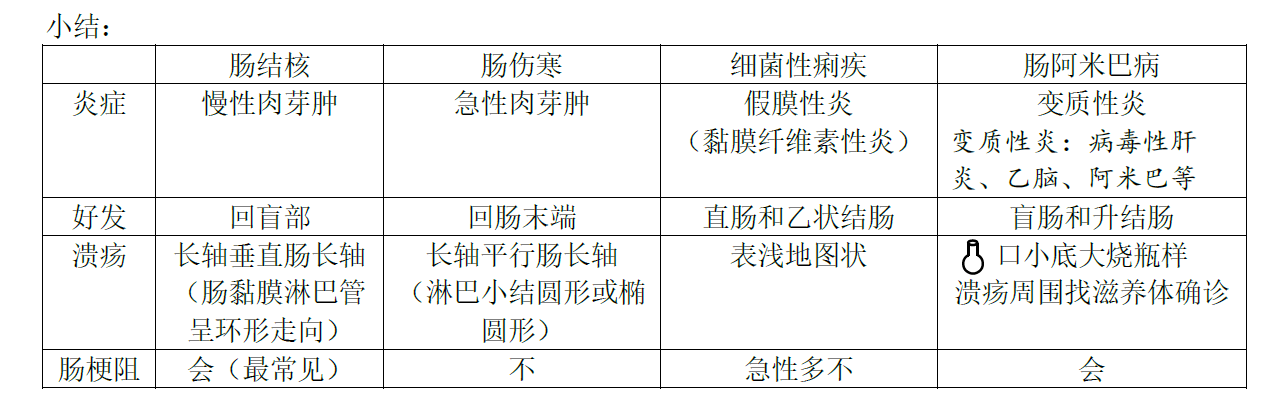 小结：
肠结核 肠伤寒 细菌性痢疾 肠阿米巴病
炎症 慢性肉芽肿 急性肉芽肿 假膜性炎 变质性炎
（黏膜纤维素性炎） 变质性炎：病毒性肝
炎、乙脑、阿米巴等
好发 回盲部 回肠末端 直肠和乙状结肠 盲肠和升结肠
溃疡 长轴垂直肠长轴 长轴平行肠长轴 表浅地图状 口小底大烧瓶样
（肠黏膜淋巴管 （淋巴小结圆形或椭 溃疡周围找滋养体确诊
呈环形走向） 圆形）
肠梗阻 会（最常见） 不 急性多不 会